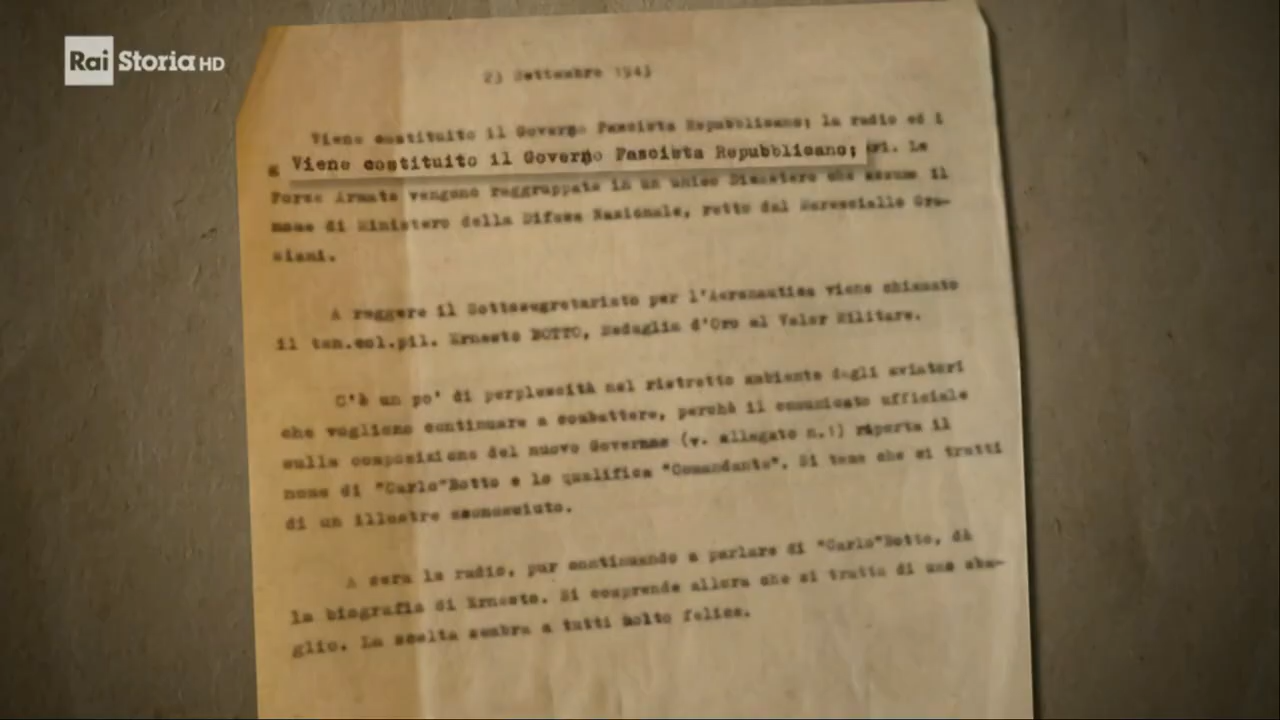 Rai Storia HD
23 Settembre 1943
Viene costituito il Governo Fascista Repubblicano; la radio ed i
Viene costituito il Governo Fascista Repubblicano;
ri. Le
Forze Armate vengono raggruppate in un unico Dicastero che assume il
nome di Ministero della Difesa Nazionale, retto dal Maresciallo Gra-
ziani.
A reggere il Sottosegretariato per l'Aeronautica viene chiamato
il ten.col.pil. Ernesto BOTTO, Medaglia d'Oro al Valor Militare.
C'è un po' di perplessità nel ristretto ambiente degli aviatori
che vogliono continuare a combattere, perchè il comunicato ufficiale
sulla composizione del nuovo Governo (v. allegato n.1) riporta il
nome di "Carlo"Botto e lo qualifica "Comandante". Si teme che si tratti
di un illustre sconosciuto.
A sera la radio, pur continuando a parlare di "Carlo"Botto, dà
la biografia di Ernesto. Si comprende allora che si tratta di uno sba-
glio. La scelta sembra a tutti molto felice.